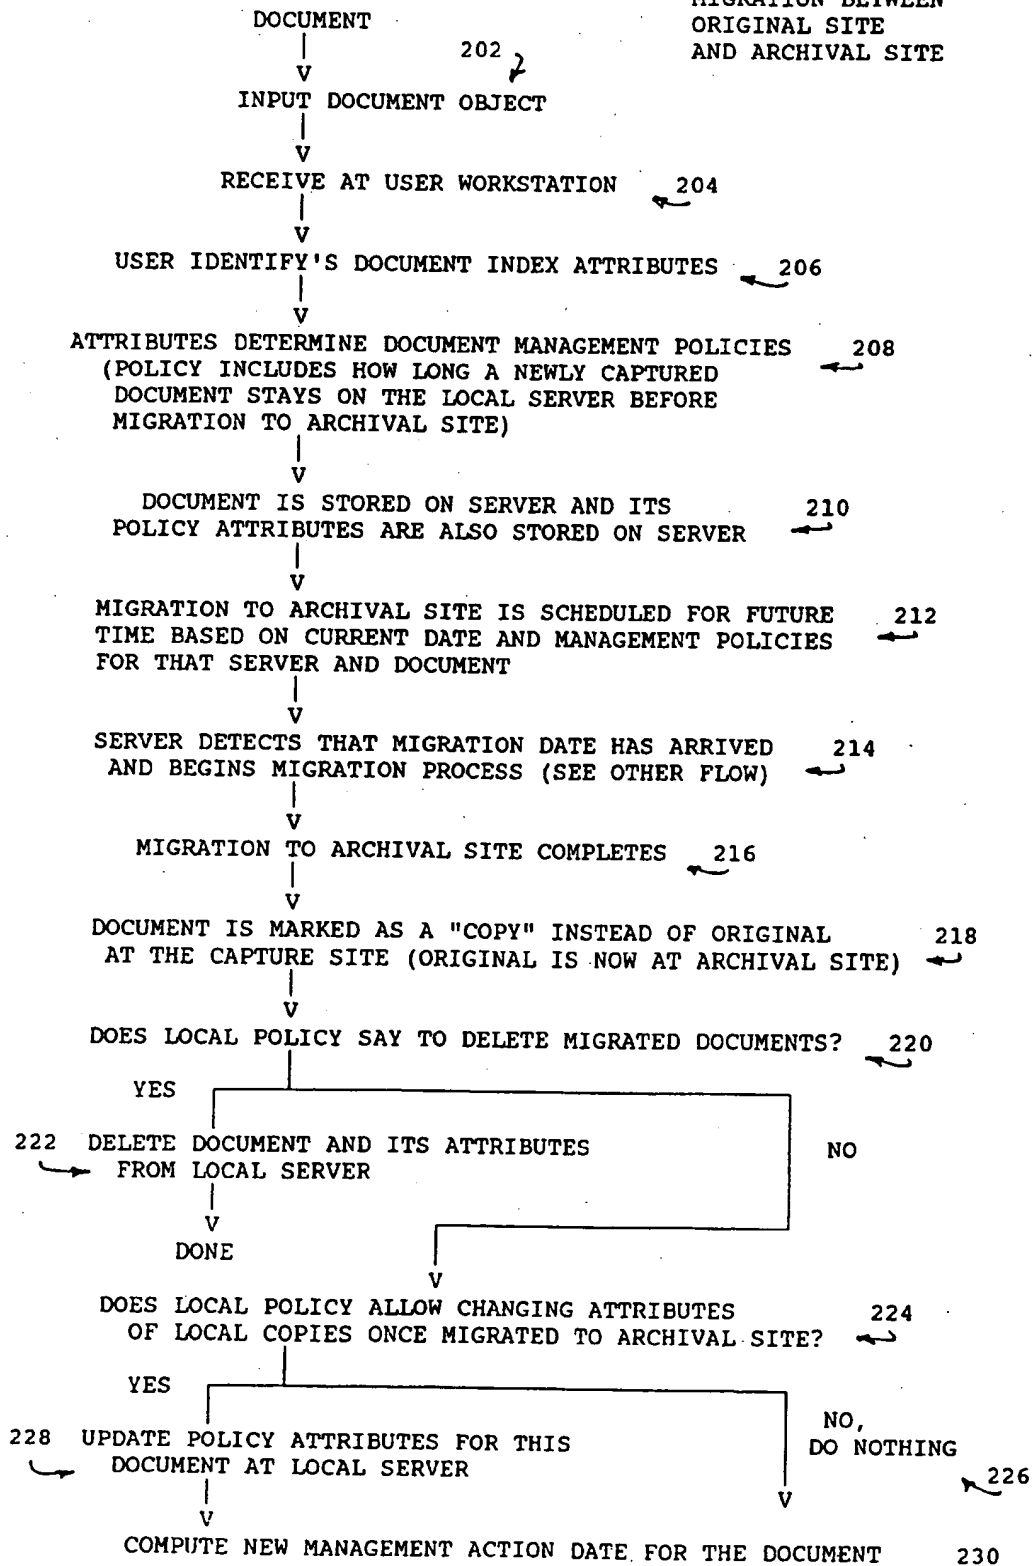 MIGRATION BETWEEN
ORIGINAL SITE
AND ARCHIVAL SITE
DOCUMENT
202
V
INPUT DOCUMENT OBJECT
V
RECEIVE AT USER WORKSTATION 204
V
USER IDENTIFY'S DOCUMENT INDEX ATTRIBUTES 206
V
ATTRIBUTES DETERMINE DOCUMENT MANAGEMENT POLICIES 208
(POLICY INCLUDES HOW LONG A NEWLY CAPTURED
DOCUMENT STAYS ON THE LOCAL SERVER BEFORE
MIGRATION TO ARCHIVAL SITE)
V
DOCUMENT IS STORED ON SERVER AND ITS 210
POLICY ATTRIBUTES ARE ALSO STORED ON SERVER
V
MIGRATION TO ARCHIVAL SITE IS SCHEDULED FOR FUTURE 212
TIME BASED ON CURRENT DATE AND MANAGEMENT POLICIES
FOR THAT SERVER AND DOCUMENT
V
SERVER DETECTS THAT MIGRATION DATE HAS ARRIVED 214
AND BEGINS MIGRATION PROCESS (SEE OTHER FLOW)
V
MIGRATION TO ARCHIVAL SITE COMPLETES 216
V
DOCUMENT IS MARKED AS A "COPY" INSTEAD OF ORIGINAL 218
AT THE CAPTURE SITE (ORIGINAL IS NOW AT ARCHIVAL SITE)
V
DOES LOCAL POLICY SAY TO DELETE MIGRATED DOCUMENTS? 220
YES
222 DELETE DOCUMENT AND ITS ATTRIBUTES NO
FROM LOCAL SERVER
V
DONE
V
DOES LOCAL POLICY ALLOW CHANGING ATTRIBUTES 224
OF LOCAL COPIES ONCE MIGRATED TO ARCHIVAL SITE?
YES
NO,
228 UPDATE POLICY ATTRIBUTES FOR THIS DO NOTHING
DOCUMENT AT LOCAL SERVER 226
V
V
COMPUTE NEW MANAGEMENT ACTION DATE FOR THE DOCUMENT 230